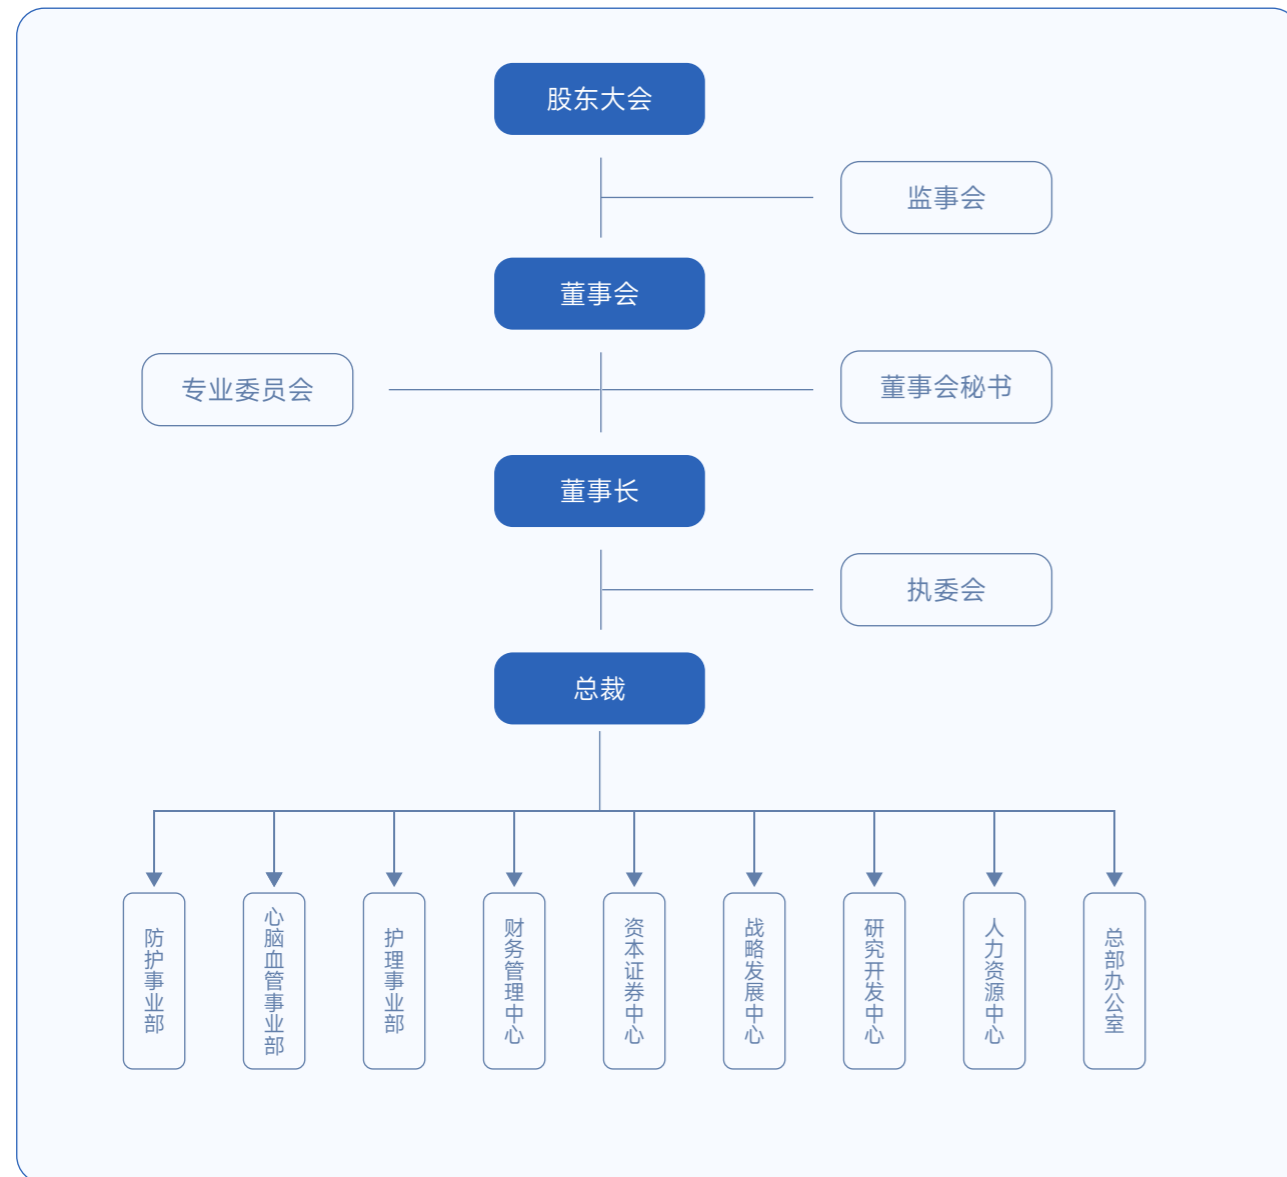 股东大会
监事会
董事会
专业委员会
董事会秘书
董事长
执委会
总裁
防护事业部
心脑血管事业部
护理事业部
财务管理中心
资本证券中心
战略发展中心
研究开发中心
人力资源中心
总部办公室